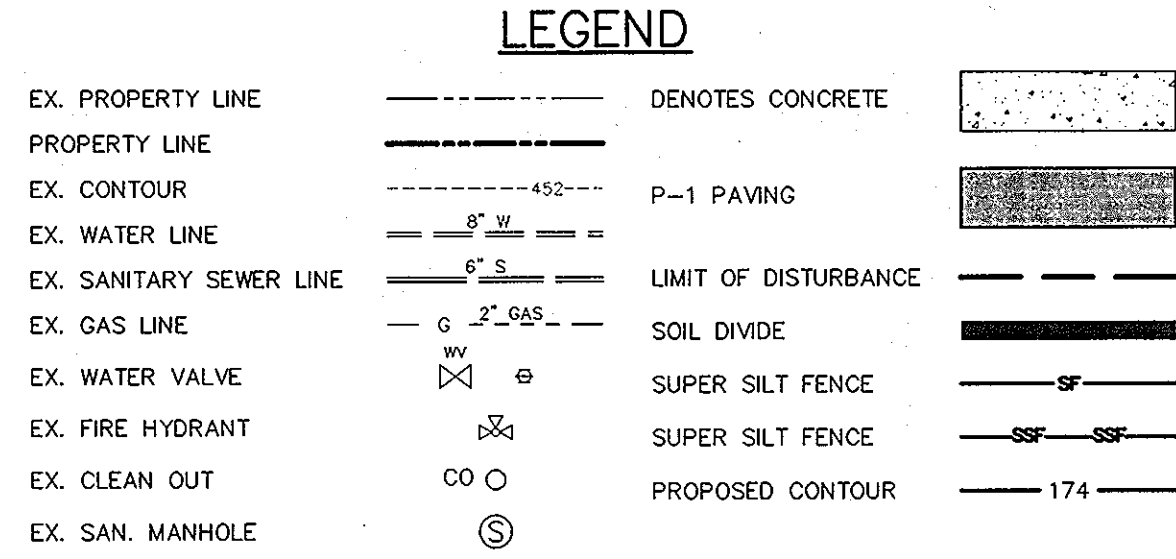 LEGEND
EX. PROPERTY LINE
PROPERTY LINE
EX. CONTOUR 452
EX. WATER LINE 8" W
EX. SANITARY SEWER LINE 6" S
EX. GAS LINE G 2" GAS
EX. WATER VALVE WV
EX. FIRE HYDRANT
EX. CLEAN OUT CO
EX. SAN. MANHOLE S
DENOTES CONCRETE
P-1 PAVING
LIMIT OF DISTURBANCE
SOIL DIVIDE
SUPER SILT FENCE SF
SUPER SILT FENCE SSF SSF
PROPOSED CONTOUR 174